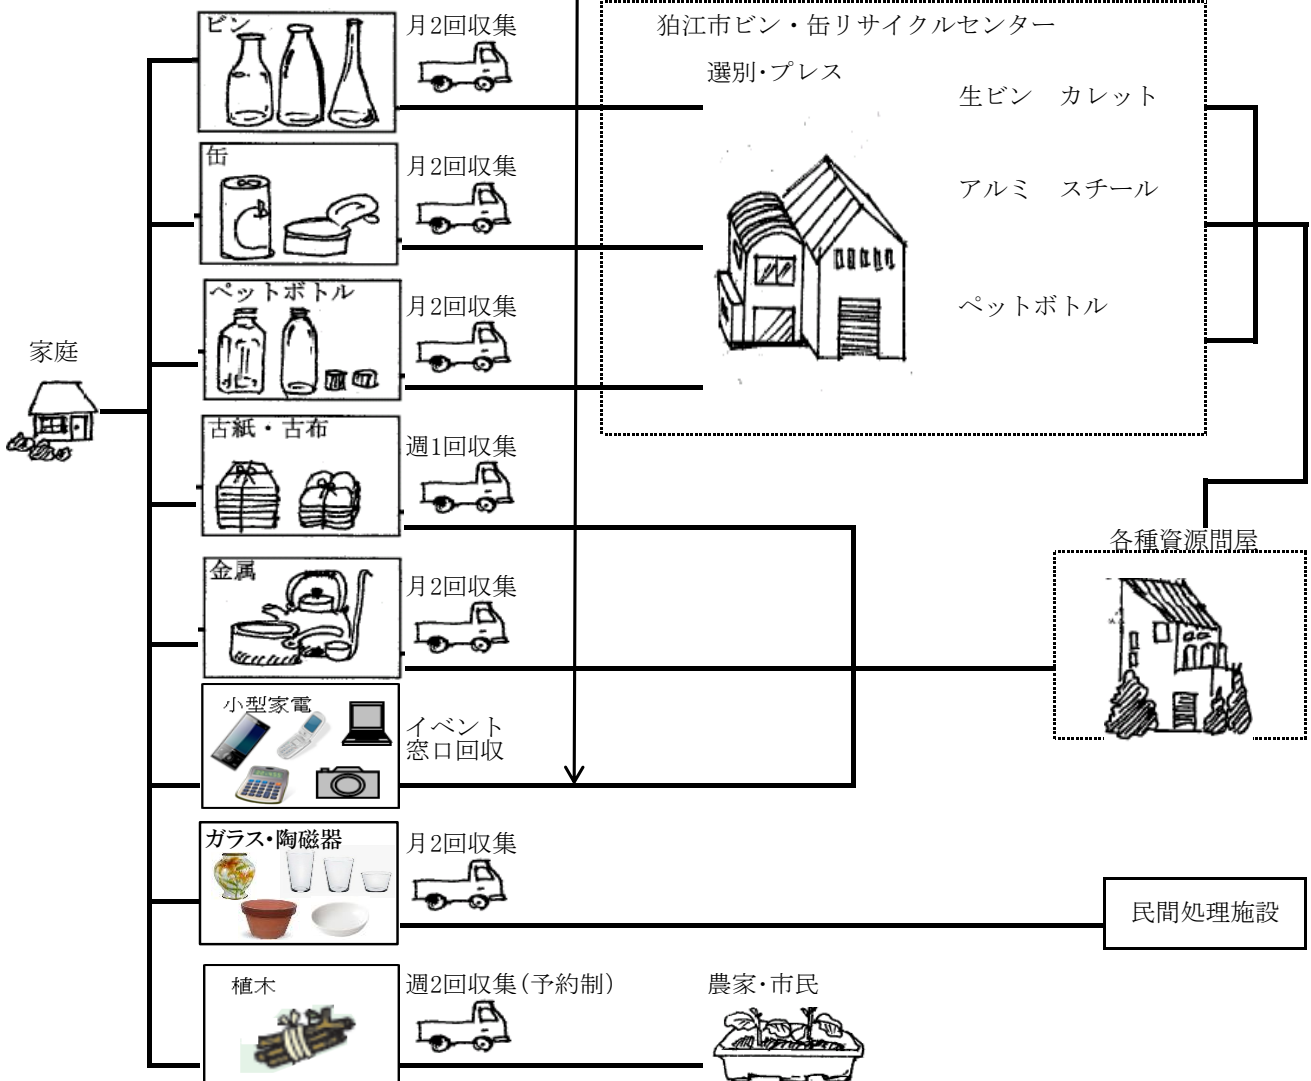 ビン
月2回収集
狛江市ビン・缶リサイクルセンター
選別・プレス
生ビン　カレット
缶
月2回収集
アルミ　スチール
ペットボトル
月2回収集
ペットボトル
家庭
古紙・古布
週1回収集
各種資源問屋
金属
月2回収集
小型家電
イベント
窓口回収
ガラス・陶磁器
月2回収集
民間処理施設
植木
週2回収集(予約制)
農家・市民